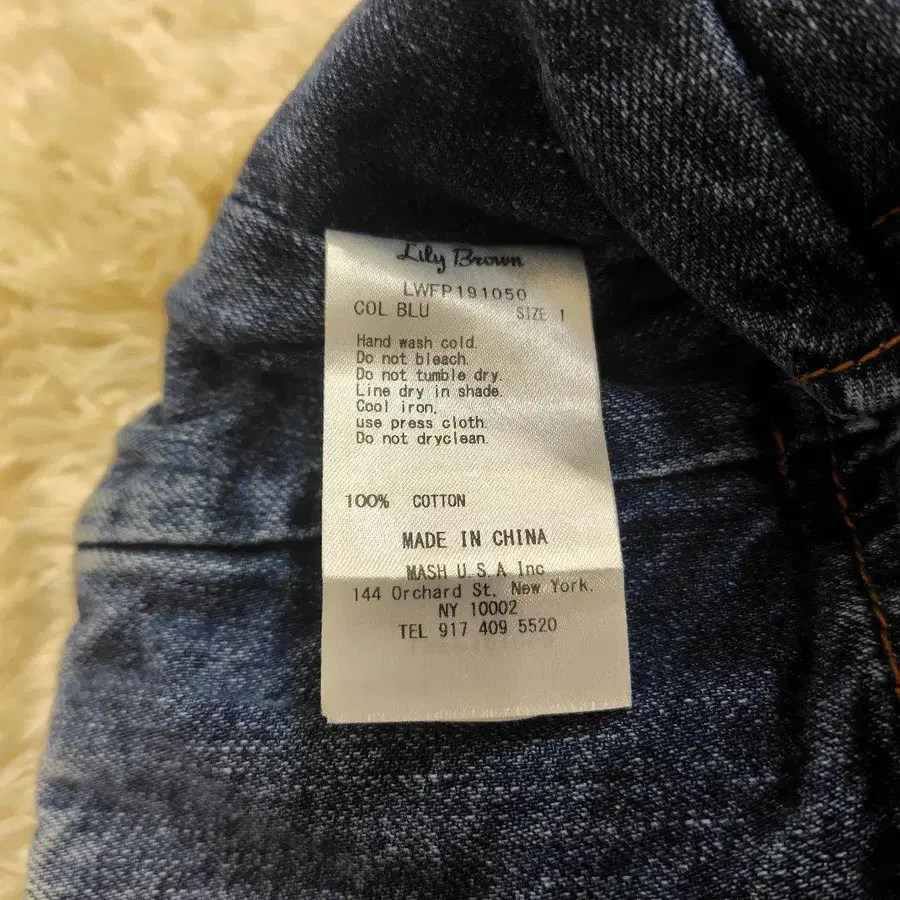 Lily Brown
LWFP191050
COL BLU SIZE 1
Hand wash cold.
Do not bleach.
Do not tumble dry.
Line dry in shade.
Cool iron,
use press cloth.
Do not dryclean.
100% COTTON
MADE IN CHINA
MASH U.S.A Inc
144 Orchard St. New York.
NY 10002
TEL 917 409 5520